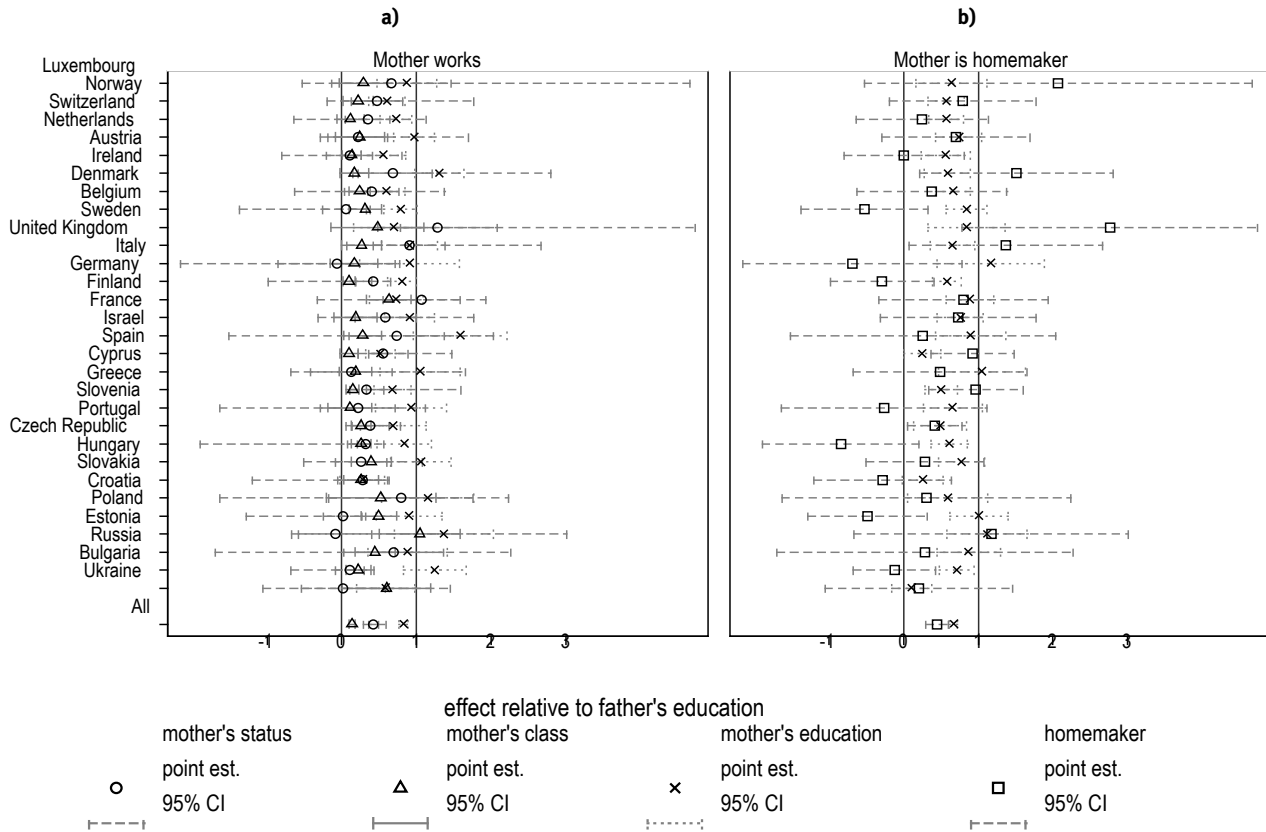 a)
b)
Mother works
Mother is homemaker
Luxembourg
Norway
Switzerland
Netherlands
Austria
Ireland
Denmark
Belgium
Sweden
United Kingdom
Italy
Germany
Finland
France
Israel
Spain
Cyprus
Greece
Slovenia
Portugal
Czech Republic
Hungary
Slovakia
Croatia
Poland
Estonia
Russia
Bulgaria
Ukraine
All
-1 0 1 2 3
-1 0 1 2 3
effect relative to father's education
mother's status mother's class mother's education homemaker
point est. point est. point est. point est.
95% CI 95% CI 95% CI 95% CI